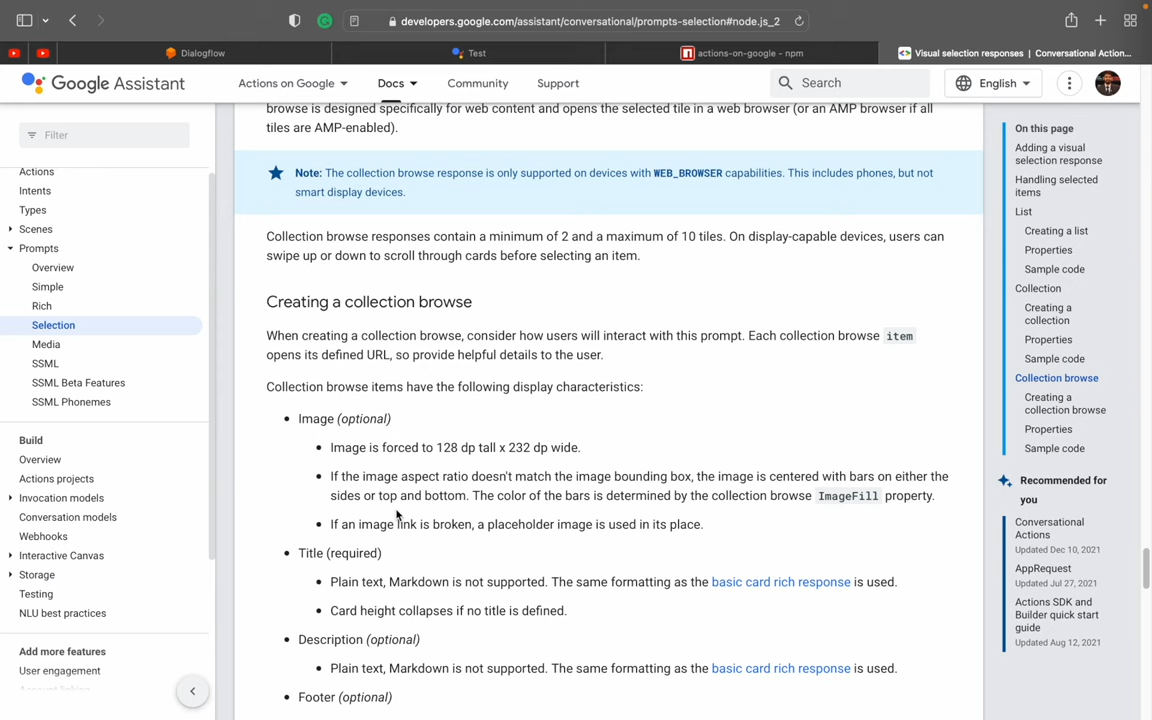 developers.google.com/assistant/conversational/prompts-selection#node.js_2
Dialogflow
Test
actions-on-google - npm
Visual selection responses | Conversational Action...
Google Assistant
Actions on Google
Docs
Community
Support
Search
English
Filter
Actions
Intents
Types
Scenes
Prompts
Overview
Simple
Rich
Selection
Media
SSML
SSML Beta Features
SSML Phonemes
Build
Overview
Actions projects
Invocation models
Conversation models
Webhooks
Interactive Canvas
Storage
Testing
NLU best practices
Add more features
User engagement
Account linking
browse is designed specifically for web content and opens the selected tile in a web browser (or an AMP browser if all
tiles are AMP-enabled).
Note: The collection browse response is only supported on devices with WEB_BROWSER capabilities. This includes phones, but not
smart display devices.
Collection browse responses contain a minimum of 2 and a maximum of 10 tiles. On display-capable devices, users can
swipe up or down to scroll through cards before selecting an item.
Creating a collection browse
When creating a collection browse, consider how users will interact with this prompt. Each collection browse item
opens its defined URL, so provide helpful details to the user.
Collection browse items have the following display characteristics:
• Image (optional)
• Image is forced to 128 dp tall x 232 dp wide.
• If the image aspect ratio doesn't match the image bounding box, the image is centered with bars on either the
sides or top and bottom. The color of the bars is determined by the collection browse ImageFill property.
• If an image link is broken, a placeholder image is used in its place.
• Title (required)
• Plain text, Markdown is not supported. The same formatting as the basic card rich response is used.
• Card height collapses if no title is defined.
• Description (optional)
• Plain text, Markdown is not supported. The same formatting as the basic card rich response is used.
• Footer (optional)
On this page
Adding a visual
selection response
Handling selected
items
List
Creating a list
Properties
Sample code
Collection
Creating a
collection
Properties
Sample code
Collection browse
Creating a
collection browse
Properties
Sample code
Recommended for
you
Conversational
Actions
Updated Dec 10, 2021
AppRequest
Updated Jul 27, 2021
Actions SDK and
Builder quick start
guide
Updated Aug 12, 2021